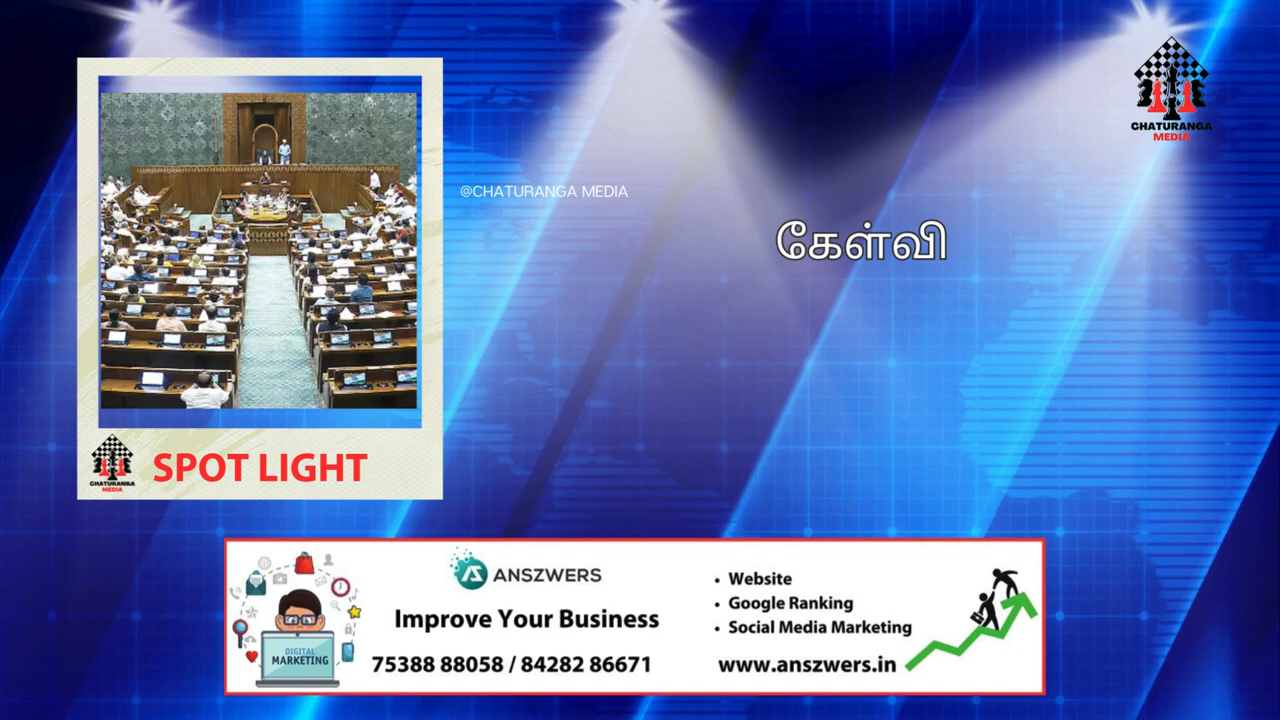 CHATURANGA
MEDIA
@CHATURANGA MEDIA
கேள்வி
CHATURANGA
MEDIA
SPOT LIGHT
ANSZWERS
Improve Your Business
75388 88058 / 84282 86671
DIGITAL
MARKETING
• Website
• Google Ranking
• Social Media Marketing
www.anszwers.in